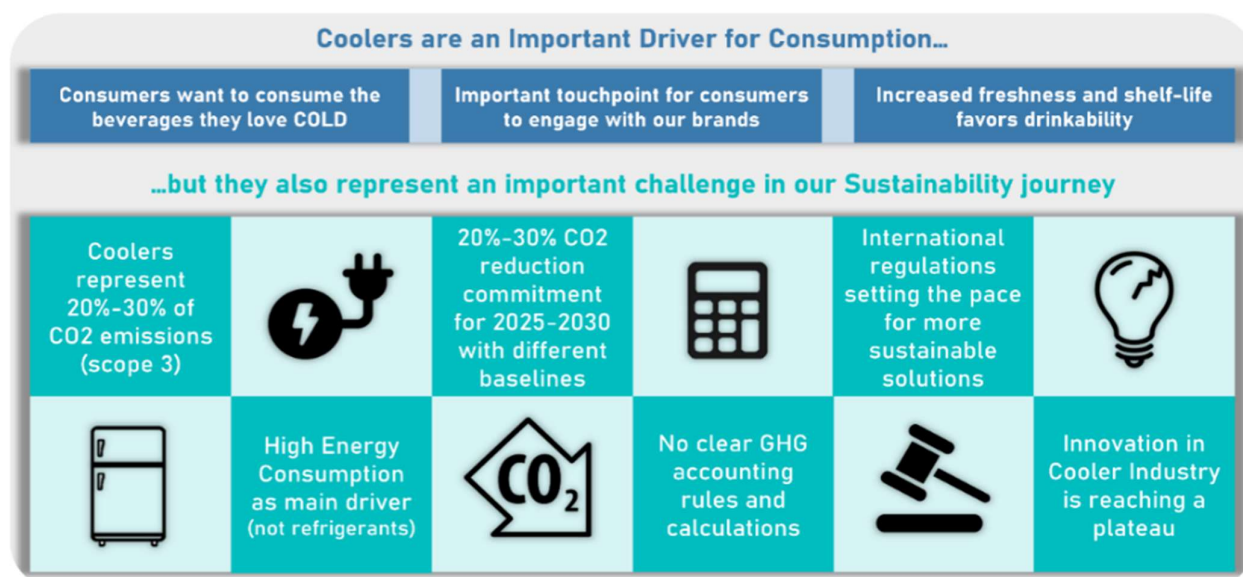 Coolers are an Important Driver for Consumption...
Consumers want to consume the
beverages they love COLD
Important touchpoint for consumers
to engage with our brands
Increased freshness and shelf-life
favors drinkability
...but they also represent an important challenge in our Sustainability journey
Coolers
represent
20%-30% of
CO2 emissions
(scope 3)
20%-30% CO2
reduction
commitment
for 2025-2030
with different
baselines
International
regulations
setting the pace
for more
sustainable
solutions
High Energy
Consumption
as main driver
(not refrigerants)
CO2
No clear GHG
accounting
rules and
calculations
Innovation in
Cooler Industry
is reaching a
plateau